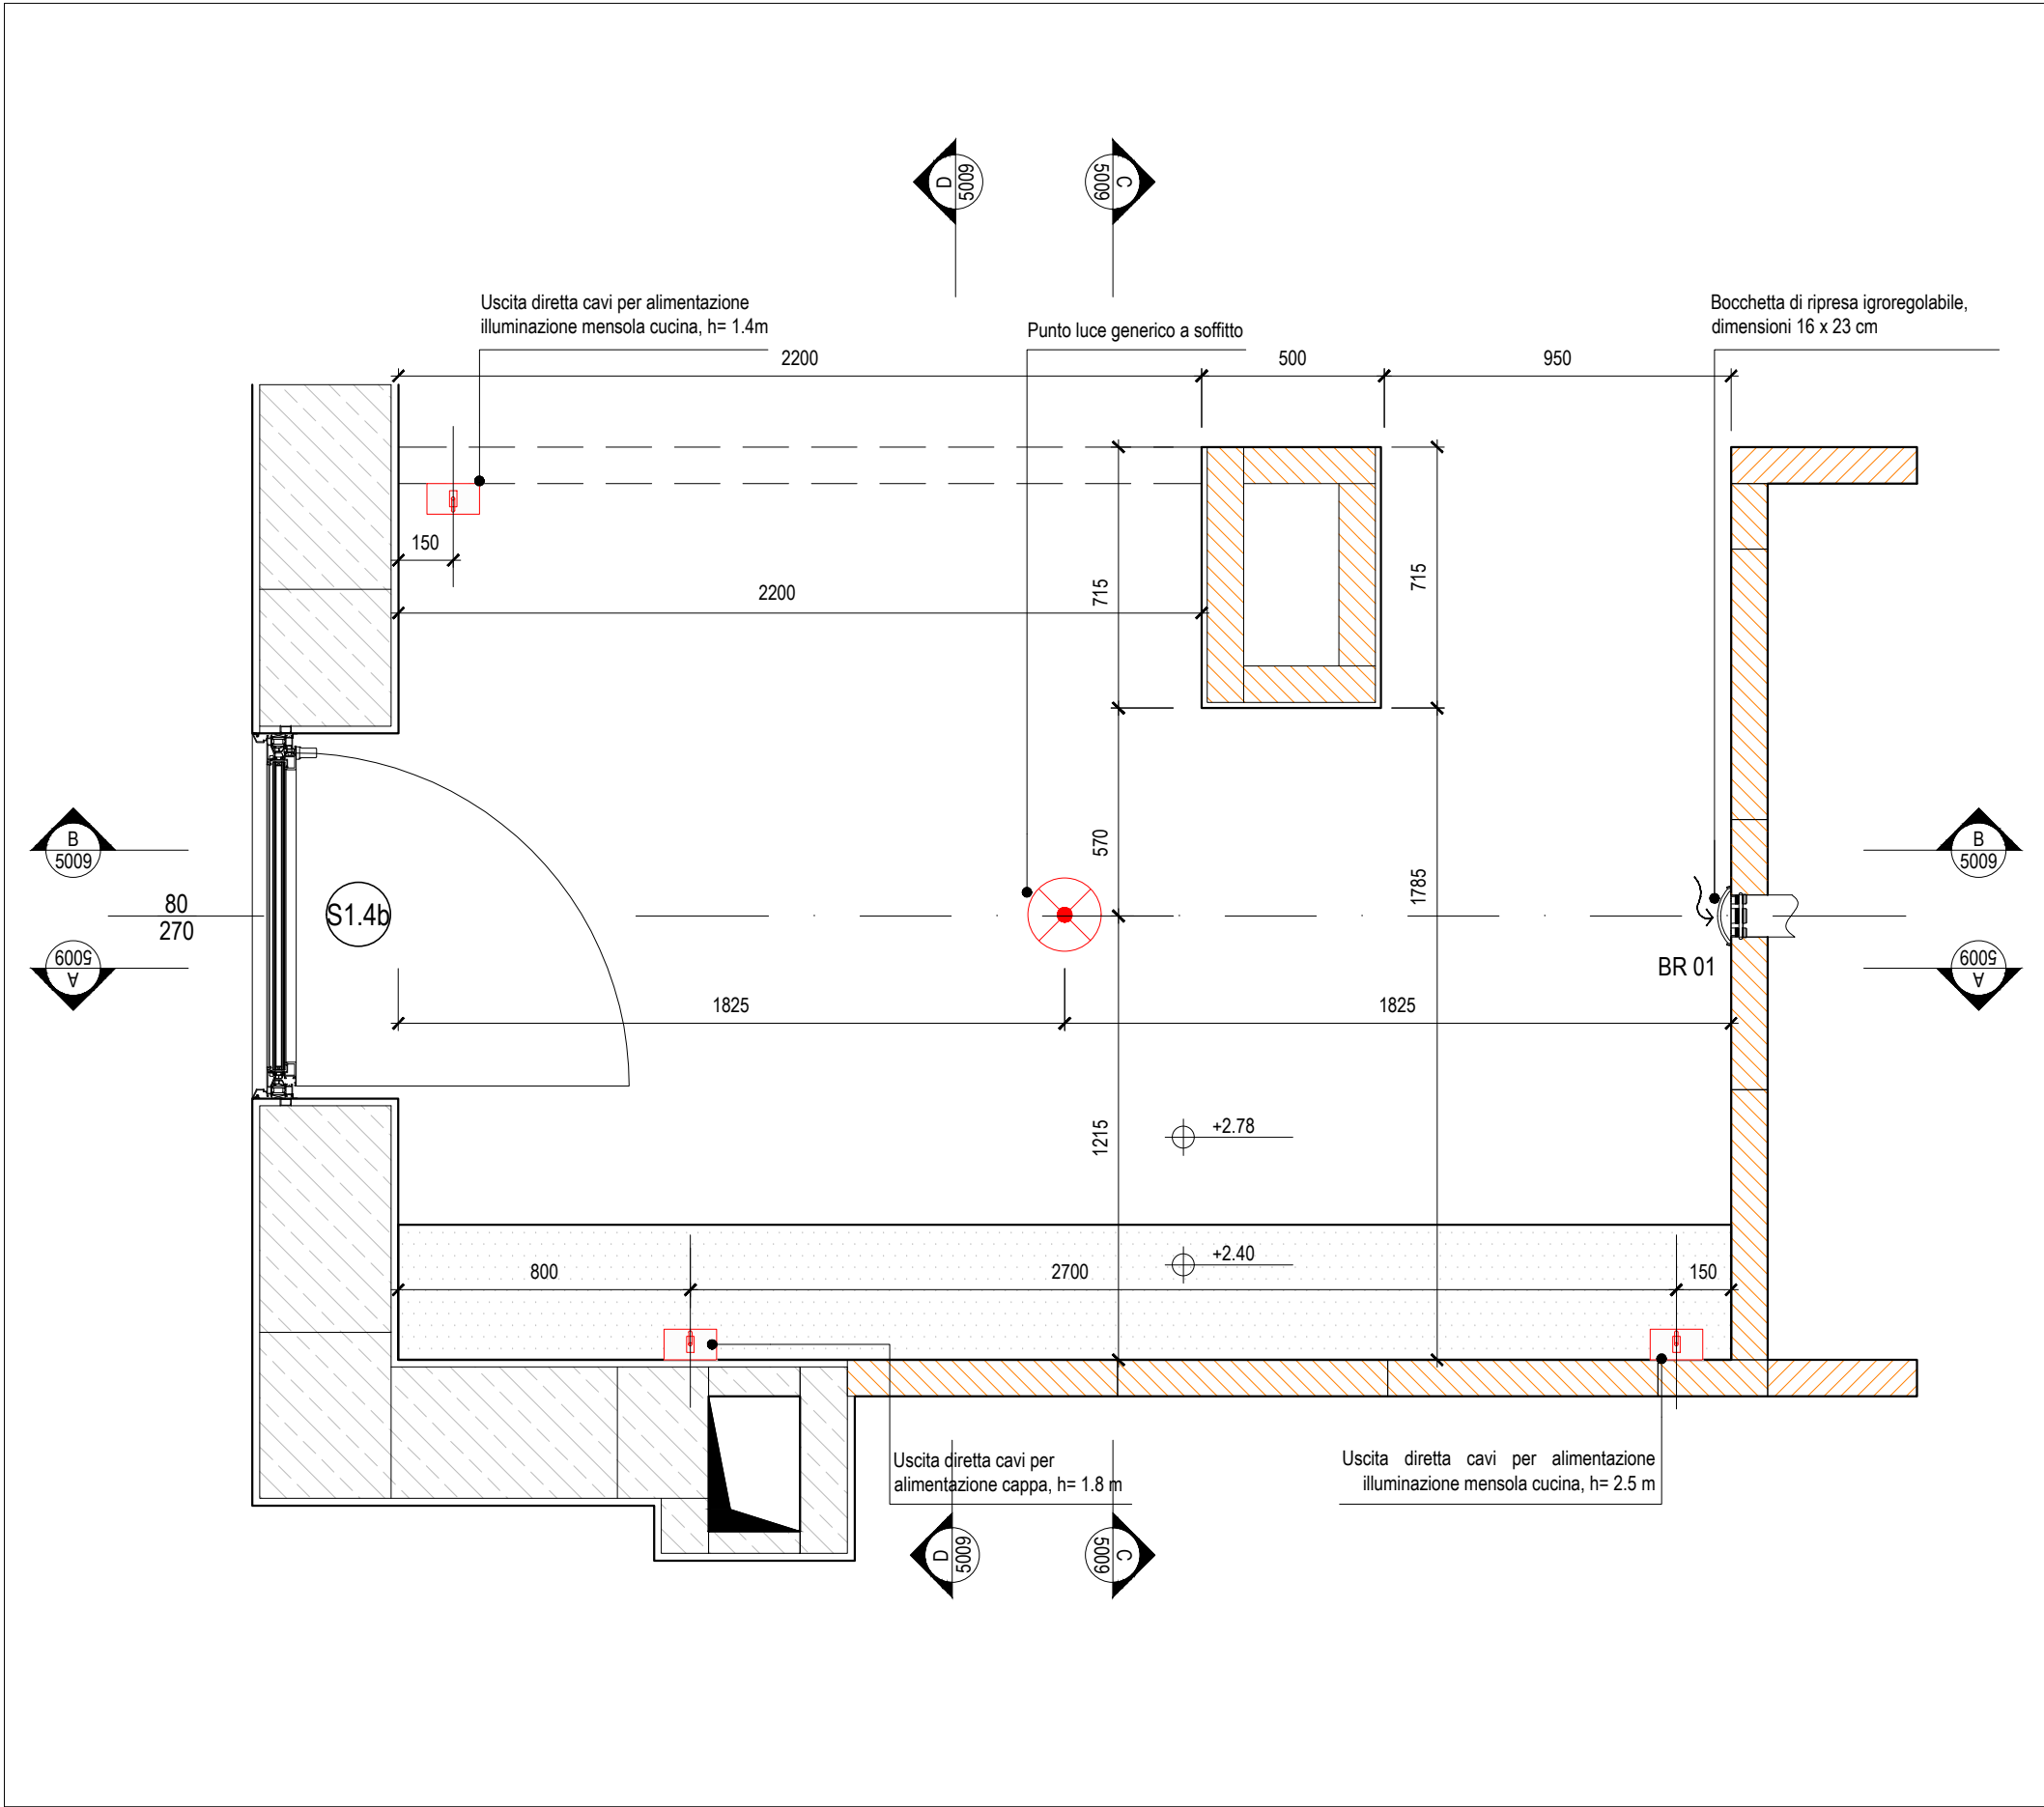 D
5009
C
5009
Uscita diretta cavi per alimentazione
illuminazione mensola cucina, h= 1.4m
Punto luce generico a soffitto
Bocchetta di ripresa igroregolabile,
dimensioni 16 x 23 cm
2200
500
950
150
2200
715
715
570
1785
B
5009
B
5009
80
270
S1.4b
5009
A
BR 01
5009
A
1825
1825
1215
+2.78
+2.40
800
2700
150
Uscita diretta cavi per
alimentazione cappa, h= 1.8 m
Uscita diretta cavi per alimentazione
illuminazione mensola cucina, h= 2.5 m
D
5009
C
5009